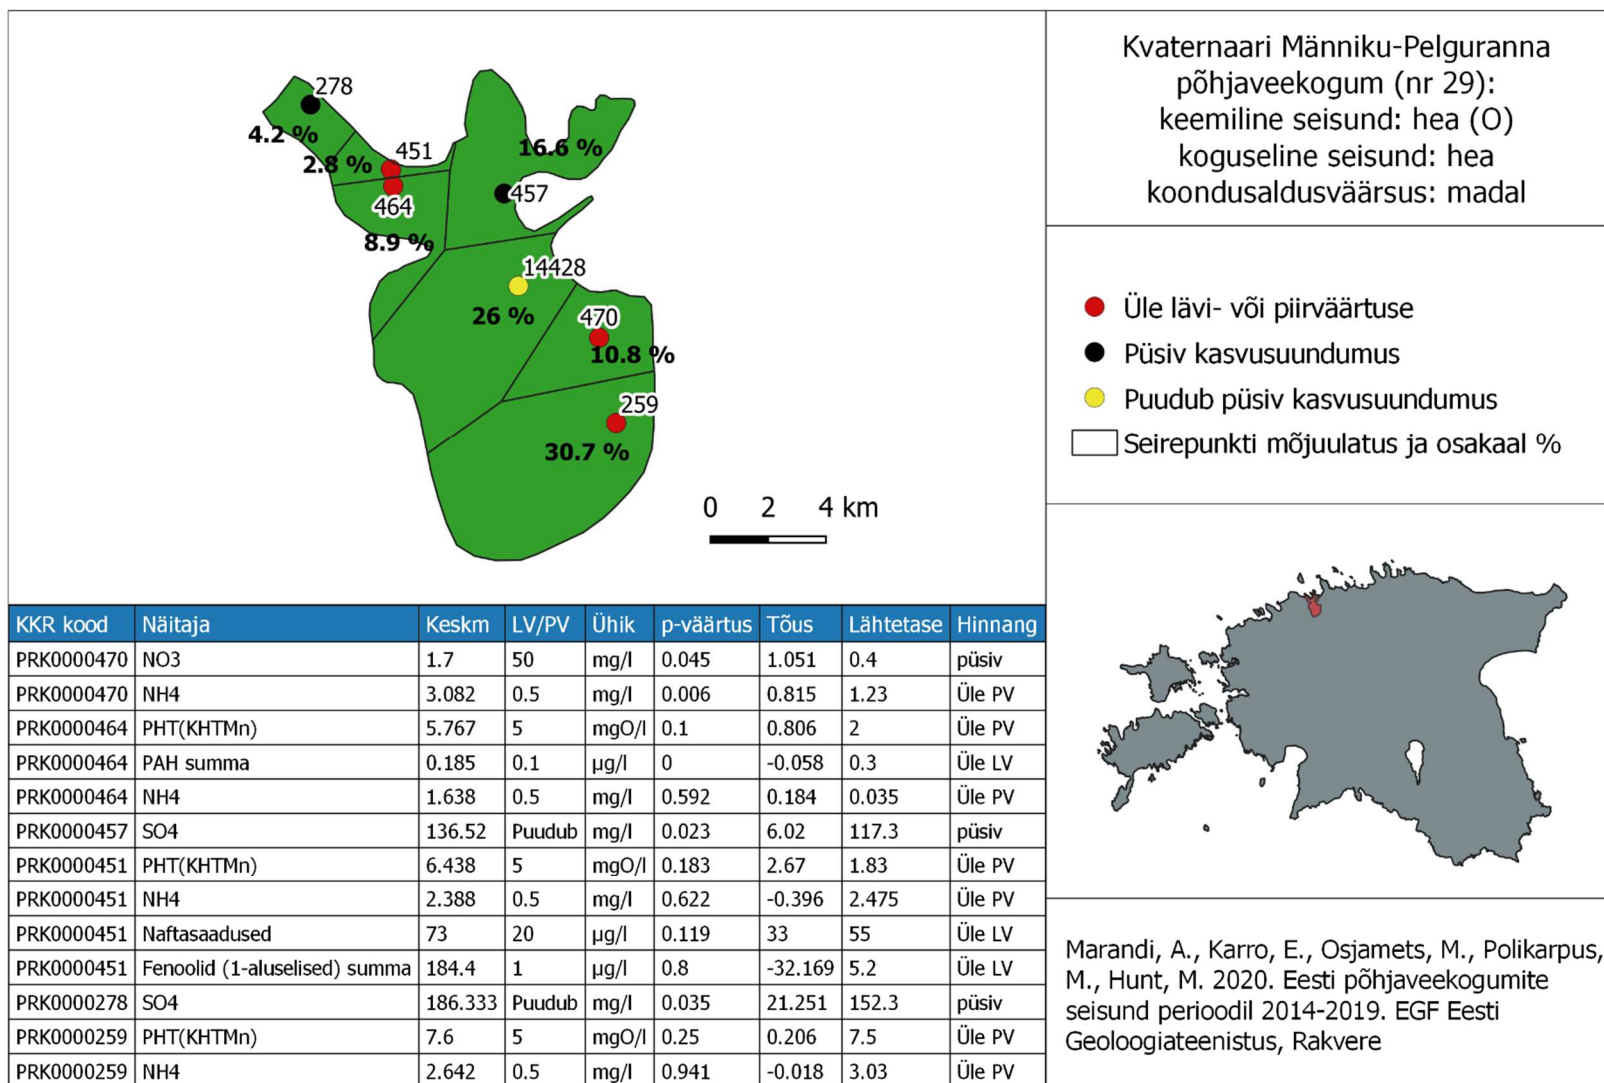 278
4.2 %
2.8 %
451
464
8.9 %
16.6 %
457
14428
26 %
470
10.8 %
259
30.7 %
0 2 4 km
Kvaternaari Männiku-Pelguranna
põhjaveekogum (nr 29):
keemiline seisund: hea (O)
koguseline seisund: hea
koondusaldusväärsus: madal
Üle lävi- või piirväärtuse
Püsiv kasvusuundumus
Puudub püsiv kasvusuundumus
Seirepunkti mõjuulatus ja osakaal %
KKR kood Näitaja Keskm LV/PV Ühik p-väärtus Tõus Lähtetase Hinnang
PRK0000470 NO3 1.7 50 mg/l 0.045 1.051 0.4 püsiv
PRK0000470 NH4 3.082 0.5 mg/l 0.006 0.815 1.23 Üle PV
PRK0000464 PHT(KHTMn) 5.767 5 mgO/l 0.1 0.806 2 Üle PV
PRK0000464 PAH summa 0.185 0.1 µg/l 0 -0.058 0.3 Üle LV
PRK0000464 NH4 1.638 0.5 mg/l 0.592 0.184 0.035 Üle PV
PRK0000457 SO4 136.52 Puudub mg/l 0.023 6.02 117.3 püsiv
PRK0000451 PHT(KHTMn) 6.438 5 mgO/l 0.183 2.67 1.83 Üle PV
PRK0000451 NH4 2.388 0.5 mg/l 0.622 -0.396 2.475 Üle PV
PRK0000451 Naftasaadused 73 20 µg/l 0.119 33 55 Üle LV
PRK0000451 Fenoolid (1-aluselised) summa 184.4 1 µg/l 0.8 -32.169 5.2 Üle LV
PRK0000278 SO4 186.333 Puudub mg/l 0.035 21.251 152.3 püsiv
PRK0000259 PHT(KHTMn) 7.6 5 mgO/l 0.25 0.206 7.5 Üle PV
PRK0000259 NH4 2.642 0.5 mg/l 0.941 -0.018 3.03 Üle PV
Marandi, A., Karro, E., Osjamets, M., Polikarpus,
M., Hunt, M. 2020. Eesti põhjaveekogumite
seisund perioodil 2014-2019. EGF Eesti
Geoloogiateenistus, Rakvere